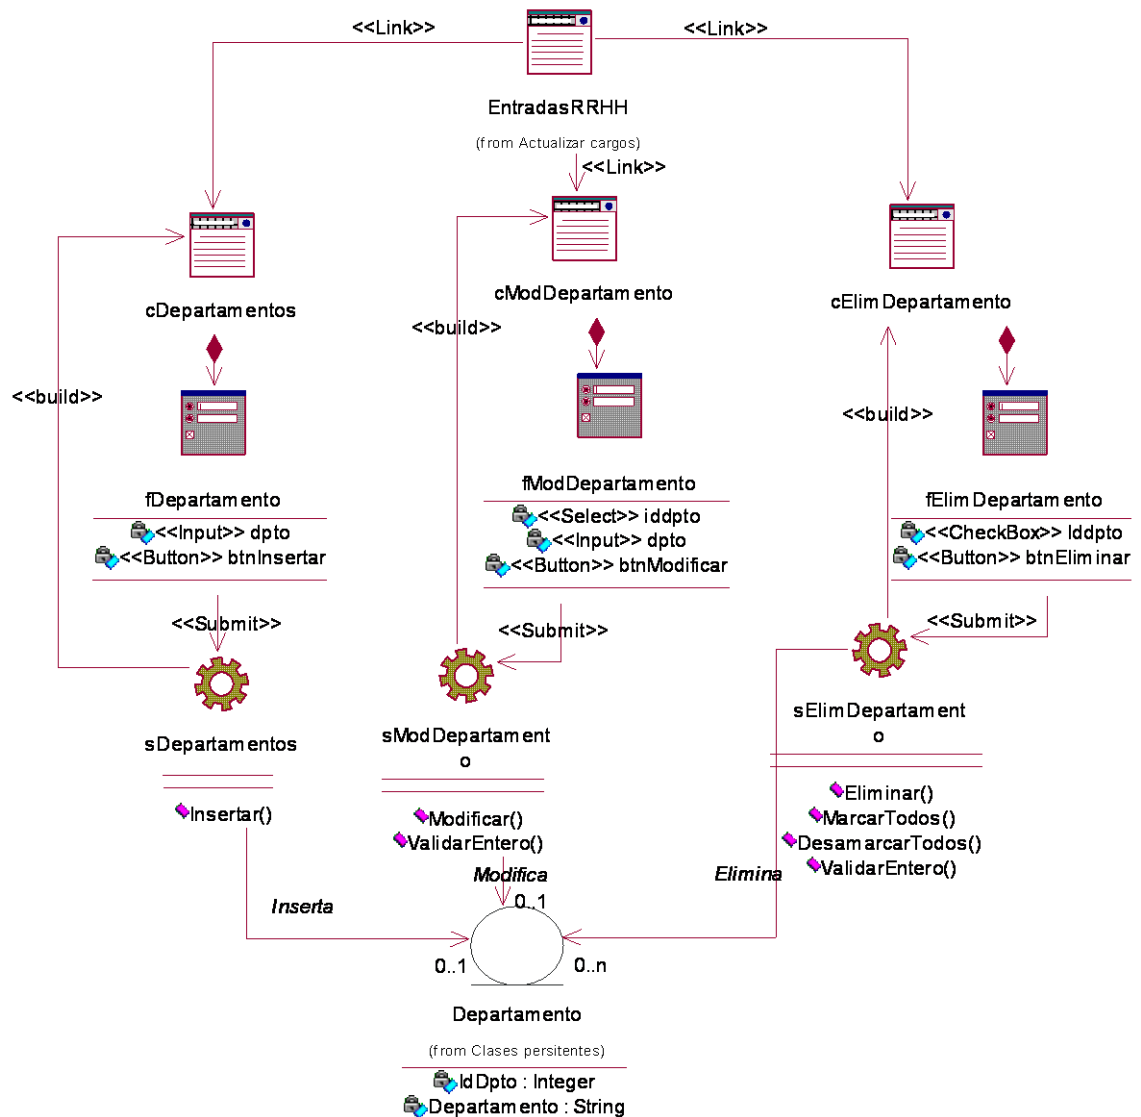 <<Link>>
<<Link>>
EntradasRRHH
(from Actualizar cargos)
<<Link>>
cDepartamentos
cModDepartamento
cElimDepartamento
<<build>>
<<build>>
<<build>>
fDepartamento
<<Input>> dpto
<<Button>> btnInsertar
fModDepartamento
<<Select>> iddpto
<<Input>> dpto
<<Button>> btnModificar
fElimDepartamento
<<CheckBox>> Iddpto
<<Button>> btnEliminar
<<Submit>>
<<Submit>>
<<Submit>>
sDepartamentos
Insertar()
sModDepartament
o
Modificar()
ValidarEntero()
sElimDepartament
o
Eliminar()
MarcarTodos()
DesamarcarTodos()
ValidarEntero()
Inserta
Modifica
Elimina
0..1
0..1
0..n
Departamento
(from Clases persitentes)
IdDpto : Integer
Departamento : String